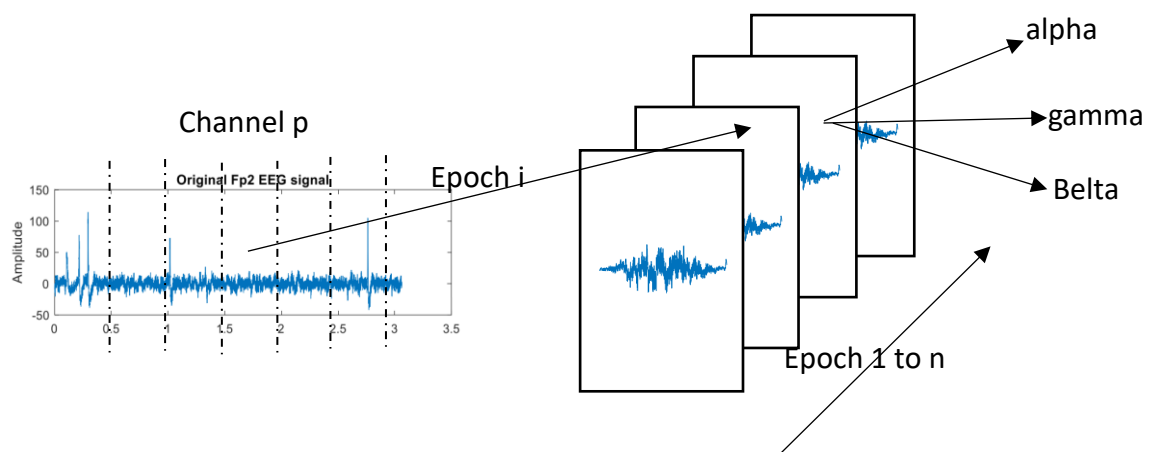 alpha
gamma
Belta
Channel p
Original Fp2 EEG signal
Epoch i
Amplitude
150
100
50
0
-50
0
0.5
1
1.5
2
2.5
3
3.5
Epoch 1 to n